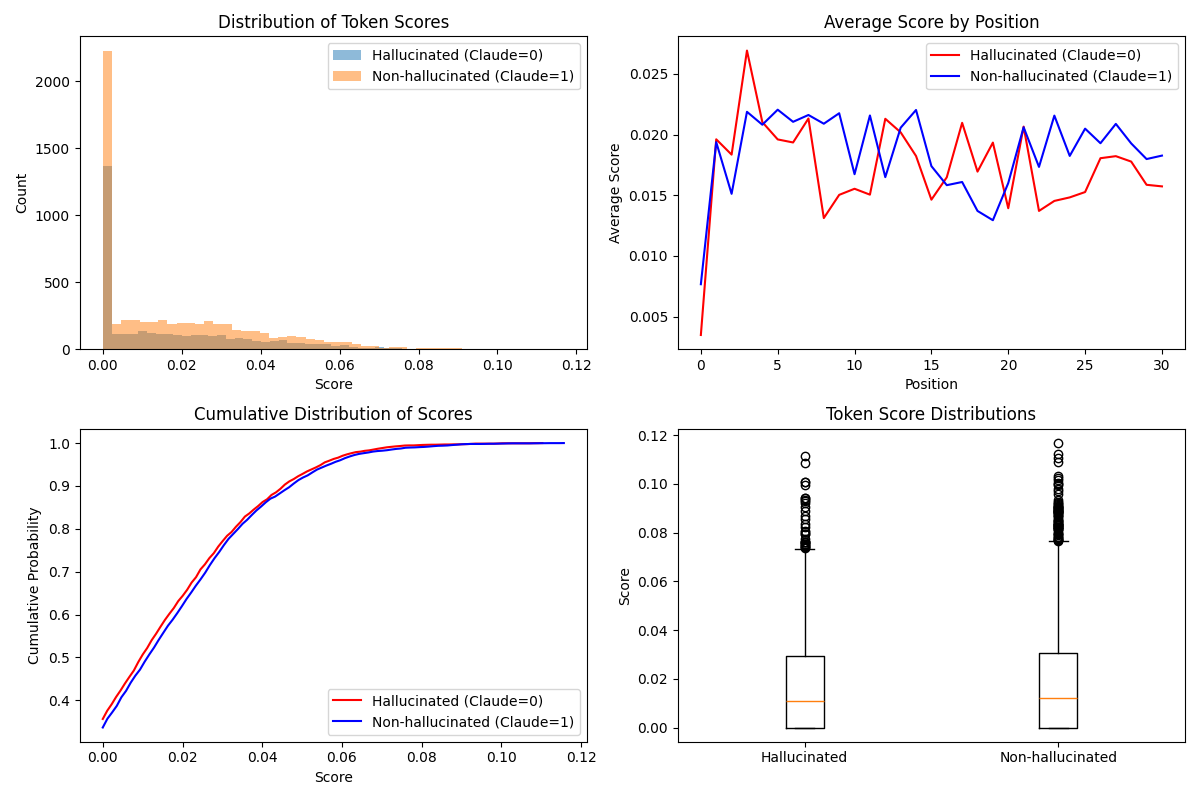 Distribution of Token Scores
Hallucinated (Claude=0)
Non-hallucinated (Claude=1)
2000
1500
1000
500
0
Count
0.00 0.02 0.04 0.06 0.08 0.10 0.12
Score
Average Score by Position
Hallucinated (Claude=0)
Non-hallucinated (Claude=1)
0.025
0.020
0.015
0.010
0.005
Average Score
0 5 10 15 20 25 30
Position
Cumulative Distribution of Scores
1.0
0.9
0.8
0.7
0.6
0.5
0.4
Cumulative Probability
Hallucinated (Claude=0)
Non-hallucinated (Claude=1)
0.00 0.02 0.04 0.06 0.08 0.10 0.12
Score
Token Score Distributions
0.12
0.10
0.08
0.06
0.04
0.02
0.00
Score
Hallucinated Non-hallucinated